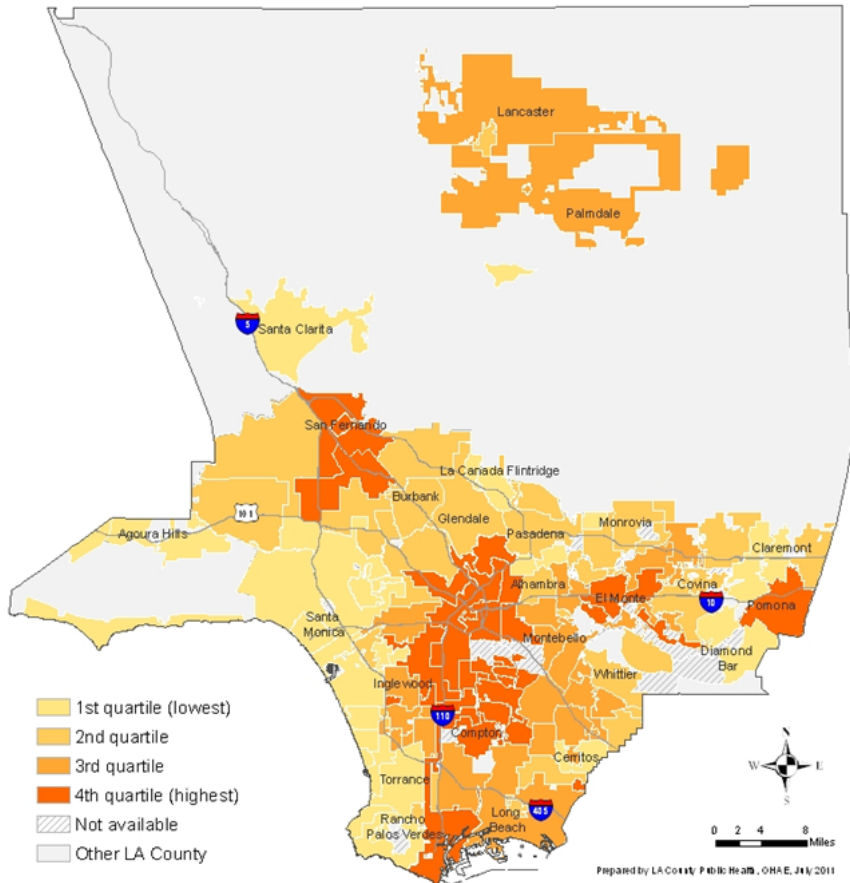 Lancaster
Palmdale
5
Santa Clarita
San Fernando
La Canada Flintridge
Burbank
101
Glendale
Monrovia
Agoura Hills
Pasadena
Claremont
Alhambra
Covina
El Monte
10
Pomona
Santa
Monica
Montebello
Diamond
Bar
Whittier
Inglewood
110
Compton
Cerritos
Torrance
Rancho
Palos Verdes
Long
Beach
405
1st quartile (lowest)
2nd quartile
3rd quartile
4th quartile (highest)
Not available
Other LA County
N
W E
S
0 2 4 8
Miles
Prepared by LA County Public Health, OHAE, July 2011